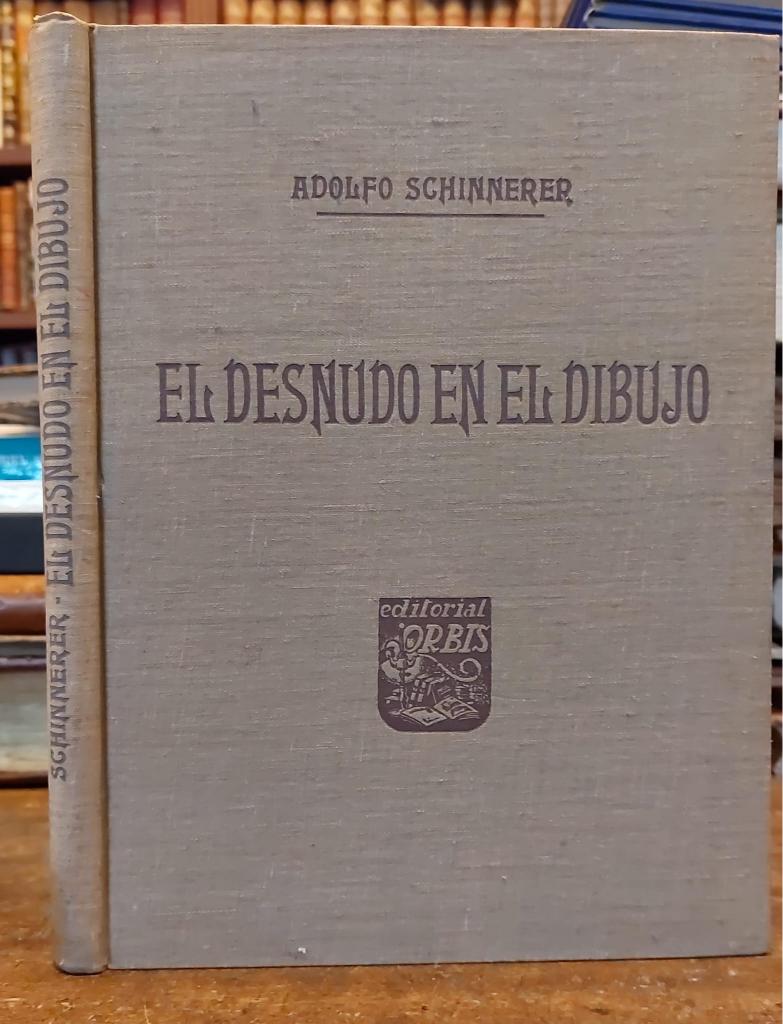 ADOLFO SCHINNERER
EL DESNUDO EN EL DIBUJO
editorial
ORBIS
SCHINNERER - EL DESNUDO EN EL DIBUJO